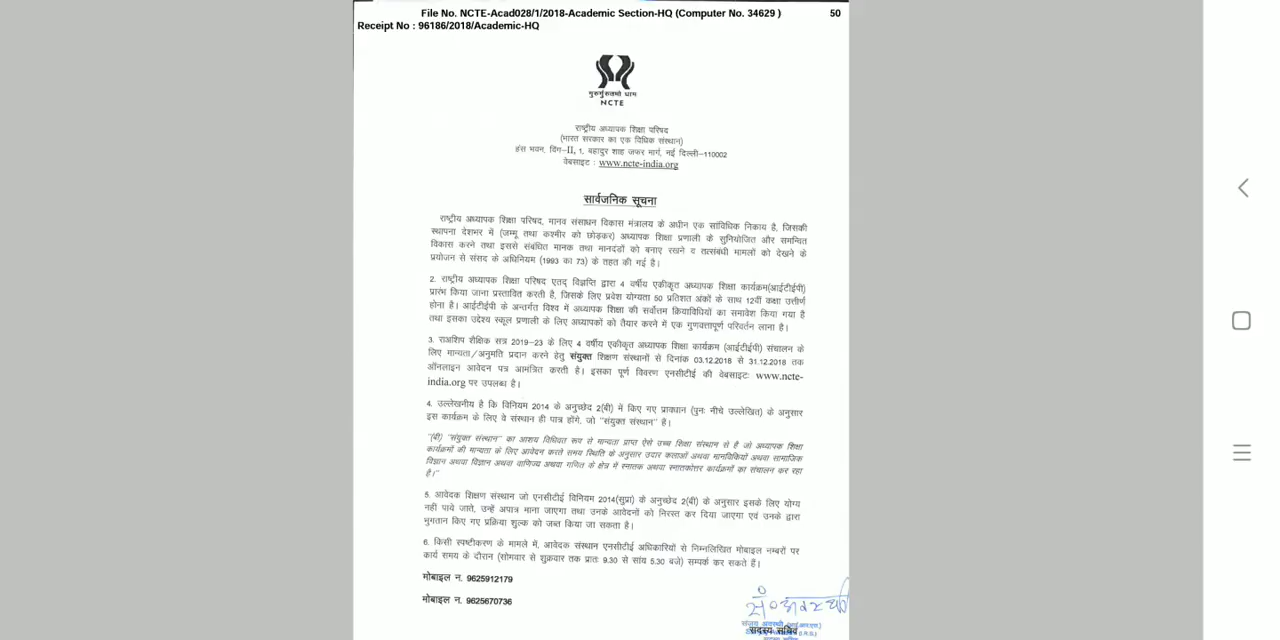 File No. NCTE-Acad028/1/2018-Academic Section-HQ (Computer No. 34629 ) 50
Receipt No : 96186/2018/Academic-HQ
गुरुर्गुरुतमो धाम
NCTE
राष्ट्रीय अध्यापक शिक्षा परिषद
(भारत सरकार का एक विधिक संस्थान)
हंस भवन, विंग-II, 1, बहादुर शाह जफर मार्ग, नई दिल्ली-110002
वेबसाइट : www.ncte-india.org
सार्वजनिक सूचना
राष्ट्रीय अध्यापक शिक्षा परिषद, मानव संसाधन विकास मंत्रालय के अधीन एक सांविधिक निकाय है, जिसकी
स्थापना देशभर में (जम्मू तथा कश्मीर को छोड़कर) अध्यापक शिक्षा प्रणाली के सुनियोजित और समन्वित
विकास करने तथा इससे संबंधित मानक तथा मानदंडों को बनाए रखने व तत्संबंधी मामलों को देखने के
प्रयोजन से संसद के अधिनियम (1993 का 73) के तहत की गई है।
2. राष्ट्रीय अध्यापक शिक्षा परिषद एतद् विज्ञप्ति द्वारा 4 वर्षीय एकीकृत अध्यापक शिक्षा कार्यक्रम(आईटीईपी)
प्रारंभ किया जाना प्रस्तावित करती है, जिसके लिए प्रवेश योग्यता 50 प्रतिशत अंकों के साथ 12वीं कक्षा उत्तीर्ण
होना है। आईटीईपी के अन्तर्गत विश्व में अध्यापक शिक्षा की सर्वोत्तम क्रियाविधियों का समावेश किया गया है
तथा इसका उद्देश्य स्कूल प्रणाली के लिए अध्यापकों को तैयार करने में एक गुणवत्तापूर्ण परिवर्तन लाना है।
3. राअशिप शैक्षिक सत्र 2019-23 के लिए 4 वर्षीय एकीकृत अध्यापक शिक्षा कार्यक्रम (आईटीईपी) संचालन के
लिए मान्यता/अनुमति प्रदान करने हेतु संयुक्त शिक्षण संस्थानों से दिनांक 03.12.2018 से 31.12.2018 तक
ऑनलाइन आवेदन पत्र आमंत्रित करती है। इसका पूर्ण विवरण एनसीटीई की वेबसाइटः www.ncte-
india.org पर उपलब्ध है।
4. उल्लेखनीय है कि विनियम 2014 के अनुच्छेद 2(बी) में किए गए प्राक्धान (पुनः नीचे उल्लेखित) के अनुसार
इस कार्यक्रम के लिए वे संस्थान ही पात्र होंगे, जो "संयुक्त संस्थान" हैं।
"(बी) "संयुक्त संस्थान" का आशय विधिवत रूप से मान्यता प्राप्त ऐसे उच्च शिक्षा संस्थान से है जो अध्यापक शिक्षा
कार्यक्रमों की मान्यता के लिए आवेदन करते समय स्थिति के अनुसार उदार कलाओं अथवा मानविकियों अथवा सामाजिक
विज्ञान अथवा विज्ञान अथवा वाणिज्य अथवा गणित के क्षेत्र में स्नातक अथवा स्नातकोत्तर कार्यक्रमों का संचालन कर रहा
है।"
5. आवेदक शिक्षण संस्थान जो एनसीटीई विनियम 2014(सुप्रा) के अनुच्छेद 2(बी) के अनुसार इसके लिए योग्य
नहीं पाये जाते, उन्हें अपात्र माना जाएगा तथा उनके आवेदनों को निरस्त कर दिया जाएगा एवं उनके द्वारा
भुगतान किए गए प्रक्रिया शुल्क को जब्त किया जा सकता है।
6. किसी स्पष्टीकरण के मामले में, आवेदक संस्थान एनसीटीई अधिकारियों से निम्नलिखित मोबाइल नम्बरों पर
कार्य समय के दौरान (सोमवार से शुक्रवार तक प्रातः 9.30 से सांय 5.30 बजे) सम्पर्क कर सकते हैं।
मोबाईल न. 9625912179
मोबाईल न. 9625670736
संजय अवस्थी
सदस्य सचिव